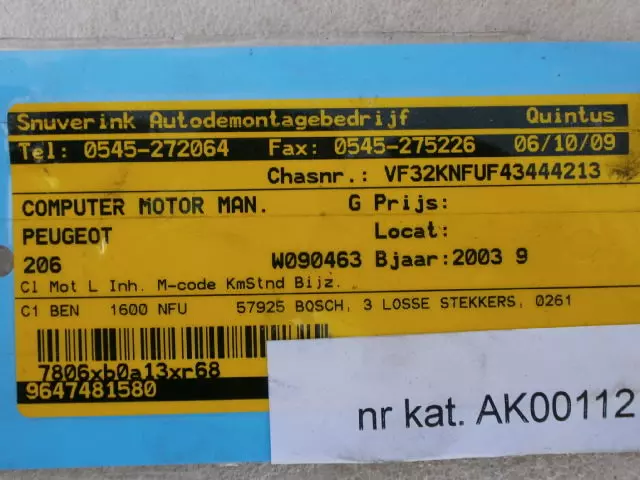 Snuverink Autodemontagebedrijf Quintus
Tel: 0545-272064 Fax: 0545-275226 06/10/09
Chasnr.: VF32KNFUF43444213
COMPUTER MOTOR MAN. G Prijs:
PEUGEOT Locat:
206 W090463 Bjaar:2003 9
Cl Mot L Inh. M-code KmStnd Bijz.
C1 BEN 1600 NFU 57925 BOSCH, 3 LOSSE STEKKERS, 0261
7806xb0a13xr68
9647481580
nr kat. AK00112